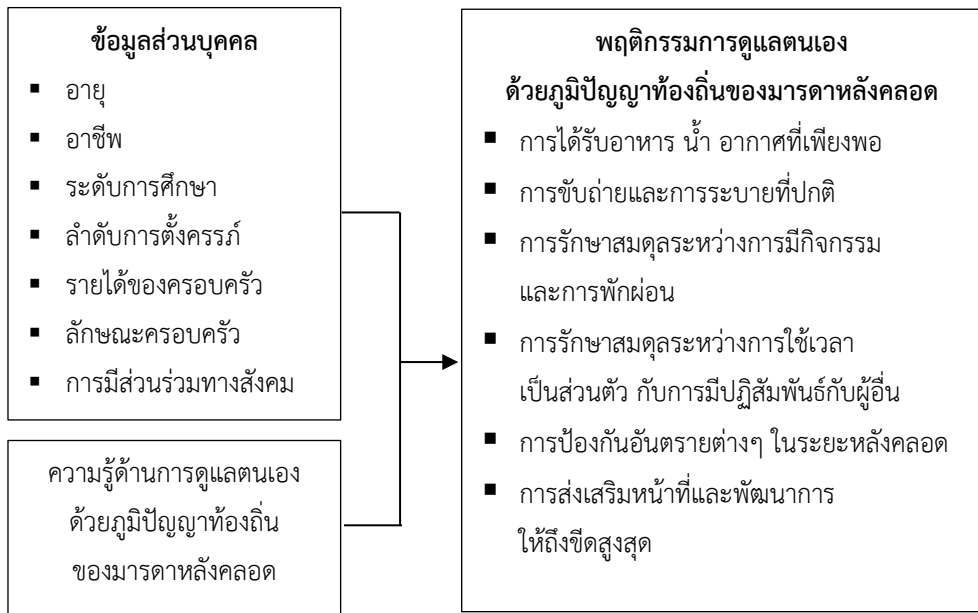 ข้อมูลส่วนบุคคล
▪ อายุ
▪ อาชีพ
▪ ระดับการศึกษา
▪ ลำดับการตั้งครรภ์
▪ รายได้ของครอบครัว
▪ ลักษณะครอบครัว
▪ การมีส่วนร่วมทางสังคม
ความรู้ด้านการดูแลตนเอง
ด้วยภูมิปัญญาท้องถิ่น
ของมารดาหลังคลอด
พฤติกรรมการดูแลตนเอง
ด้วยภูมิปัญญาท้องถิ่นของมารดาหลังคลอด
▪ การได้รับอาหาร น้ำ อากาศที่เพียงพอ
▪ การขับถ่ายและการระบายที่ปกติ
▪ การรักษาสมดุลระหว่างการมีกิจกรรม
และการพักผ่อน
▪ การรักษาสมดุลระหว่างการใช้เวลา
เป็นส่วนตัว กับการมีปฏิสัมพันธ์กับผู้อื่น
▪ การป้องกันอันตรายต่างๆ ในระยะหลังคลอด
▪ การส่งเสริมหน้าที่และพัฒนาการ
ให้ถึงขีดสูงสุด